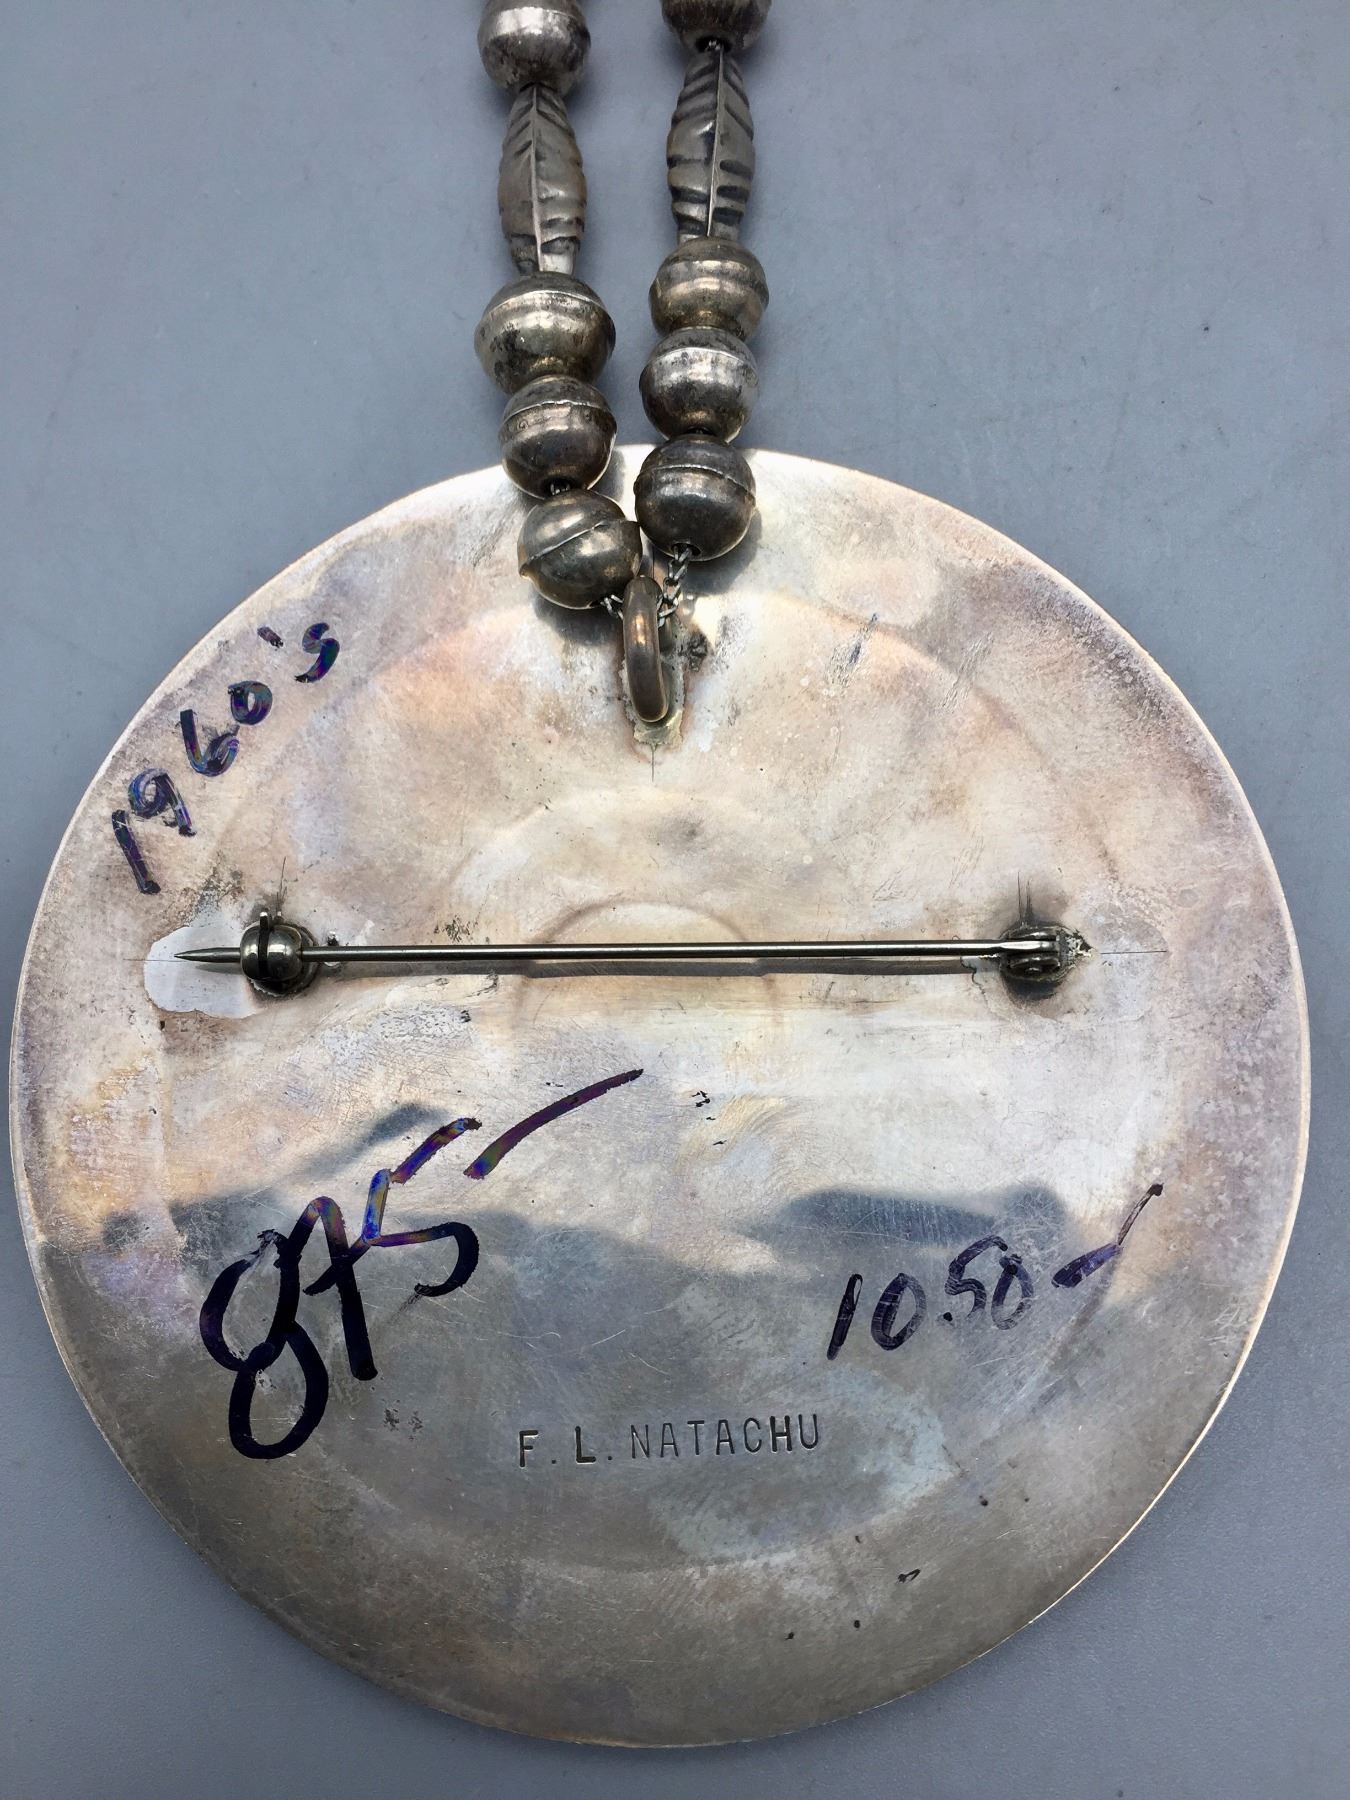 1960's
875-
10.50-
F. L. NATACHU